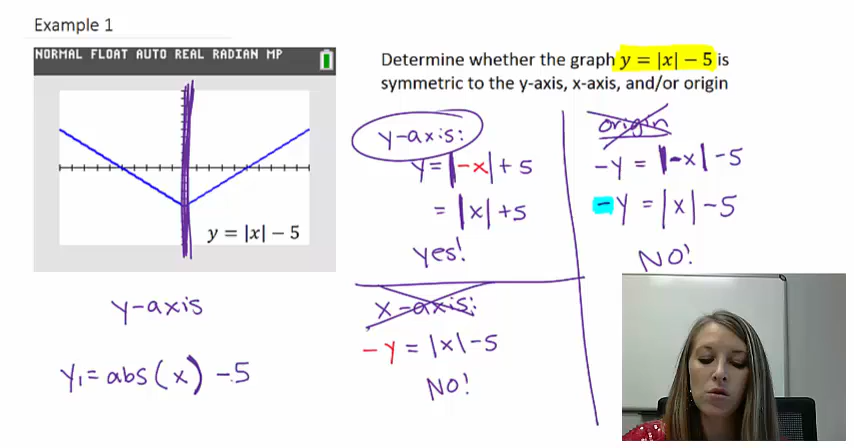 Example 1
NORMAL FLOAT AUTO REAL RADIAN MP
y = |x| − 5
y-axis
y₁ = abs(x) - 5
Determine whether the graph y = |x| − 5 is
symmetric to the y-axis, x-axis, and/or origin
y-axis:
y = |-x| + 5
= |x| + 5
yes!
x-axis:
-y = |x| - 5
NO!
origin
-y = |-x| - 5
-y = |x| - 5
NO!